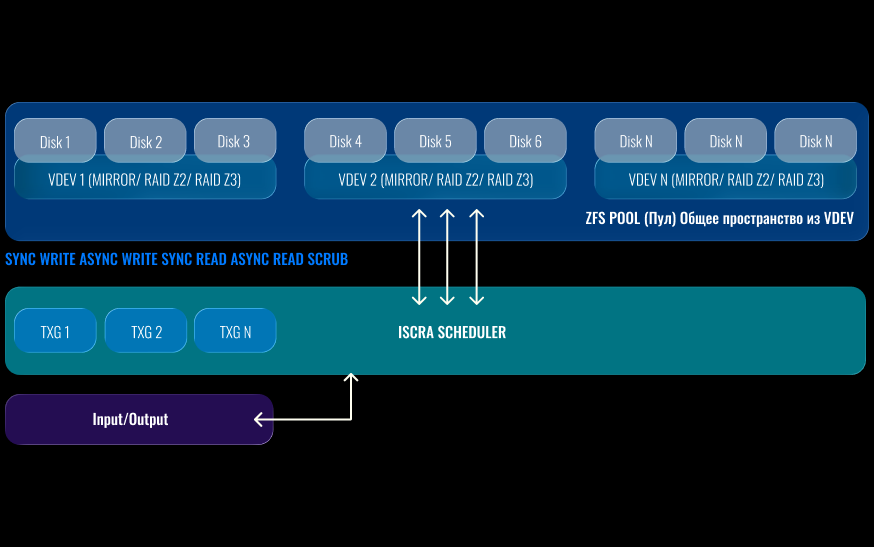 Disk 1
Disk 2
Disk 3
Disk 4
Disk 5
Disk 6
Disk N
Disk N
Disk N
VDEV 1 (MIRROR/ RAID Z2/ RAID Z3)
VDEV 2 (MIRROR/ RAID Z2/ RAID Z3)
VDEV N (MIRROR/ RAID Z2/ RAID Z3)
ZFS POOL (Пул) Общее пространство из VDEV
SYNC WRITE ASYNC WRITE SYNC READ ASYNC READ SCRUB
TXG 1
TXG 2
TXG N
ISCRA SCHEDULER
Input/Output